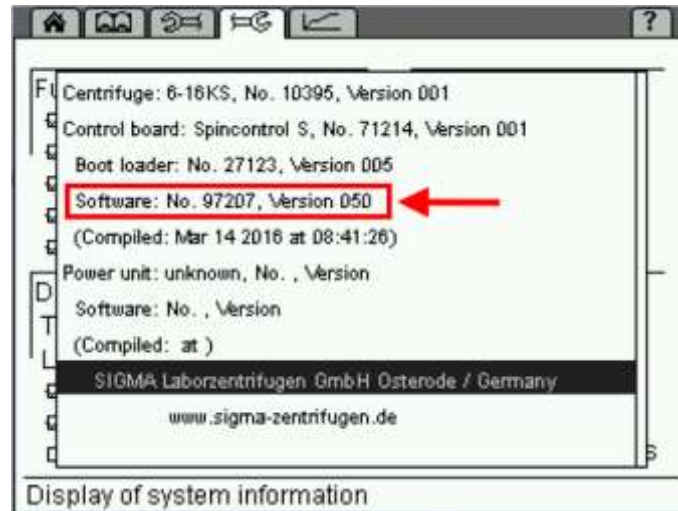 ?
Fu
Centrifuge: 6-16KS, No. 10395, Version 001
Control board: Spincontrol S, No. 71214, Version 001
Boot loader: No. 27123, Version 005
Software: No. 97207, Version 050
(Compiled: Mar 14 2016 at 08:41:26)
Power unit: unknown, No. , Version
D
Software: No. , Version
T
(Compiled: at )
L
SIGMA Laborzentrifugen GmbH Osterode / Germany
www.sigma-zentrifugen.de
s
Display of system information